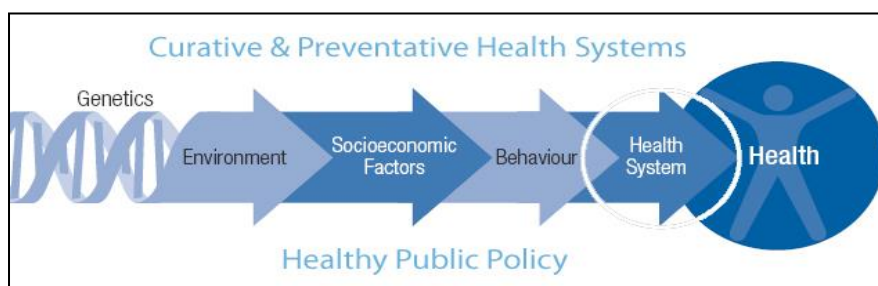 Curative & Preventative Health Systems
Genetics
Environment
Socioeconomic
Factors
Behaviour
Health
System
Health
Healthy Public Policy